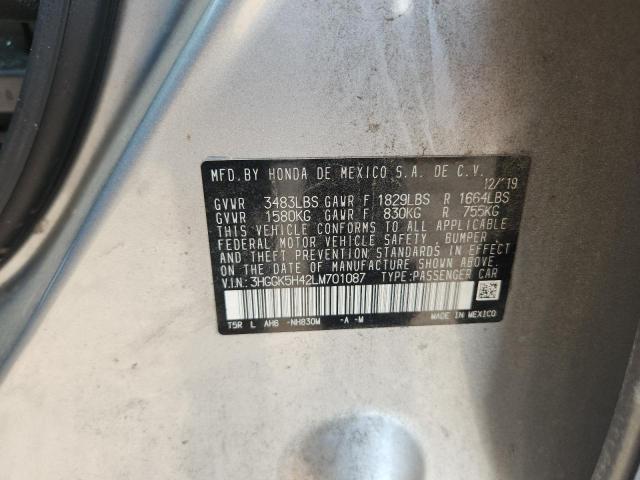 MFD. BY HONDA DE MEXICO S.A. DE C.V.
12/'19
GVWR 3483LBS GAWR F 1829LBS R 1664LBS
GVWR 1580KG GAWR F 830KG R 755KG
THIS VEHICLE CONFORMS TO ALL APPLICABLE
FEDERAL MOTOR VEHICLE SAFETY, BUMPER,
AND THEFT PREVENTION STANDARDS IN EFFECT
ON THE DATE OF MANUFACTURE SHOWN ABOVE.
V.I.N: 3HGGK5H42LM701087 TYPE: PASSENGER CAR
T5R L AH6 -NH830M -A -M MADE IN MEXICO